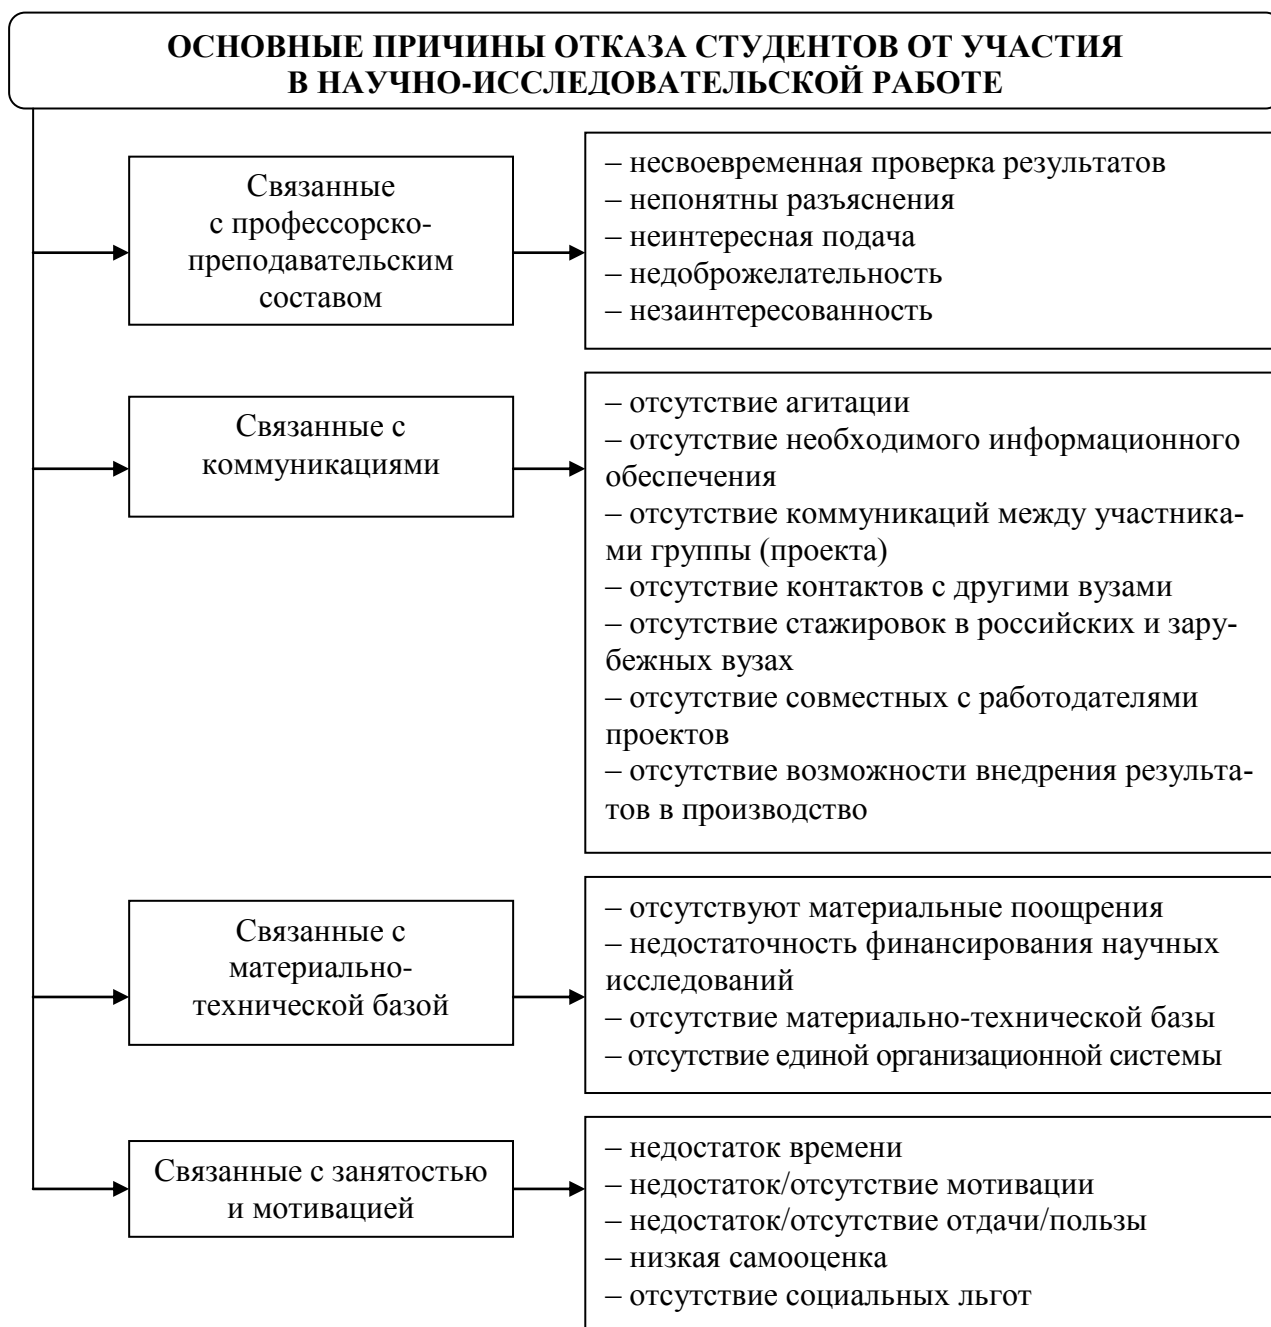 ОСНОВНЫЕ ПРИЧИНЫ ОТКАЗА СТУДЕНТОВ ОТ УЧАСТИЯ
В НАУЧНО-ИССЛЕДОВАТЕЛЬСКОЙ РАБОТЕ
Связанные
с профессорско-
преподавательским
составом
– несвоевременная проверка результатов
– непонятны разъяснения
– неинтересная подача
– недоброжелательность
– незаинтересованность
Связанные с
коммуникациями
– отсутствие агитации
– отсутствие необходимого информационного
обеспечения
– отсутствие коммуникаций между участника-
ми группы (проекта)
– отсутствие контактов с другими вузами
– отсутствие стажировок в российских и зару-
бежных вузах
– отсутствие совместных с работодателями
проектов
– отсутствие возможности внедрения результа-
тов в производство
Связанные с
материально-
технической базой
– отсутствуют материальные поощрения
– недостаточность финансирования научных
исследований
– отсутствие материально-технической базы
– отсутствие единой организационной системы
Связанные с занятостью
и мотивацией
– недостаток времени
– недостаток/отсутствие мотивации
– недостаток/отсутствие отдачи/пользы
– низкая самооценка
– отсутствие социальных льгот